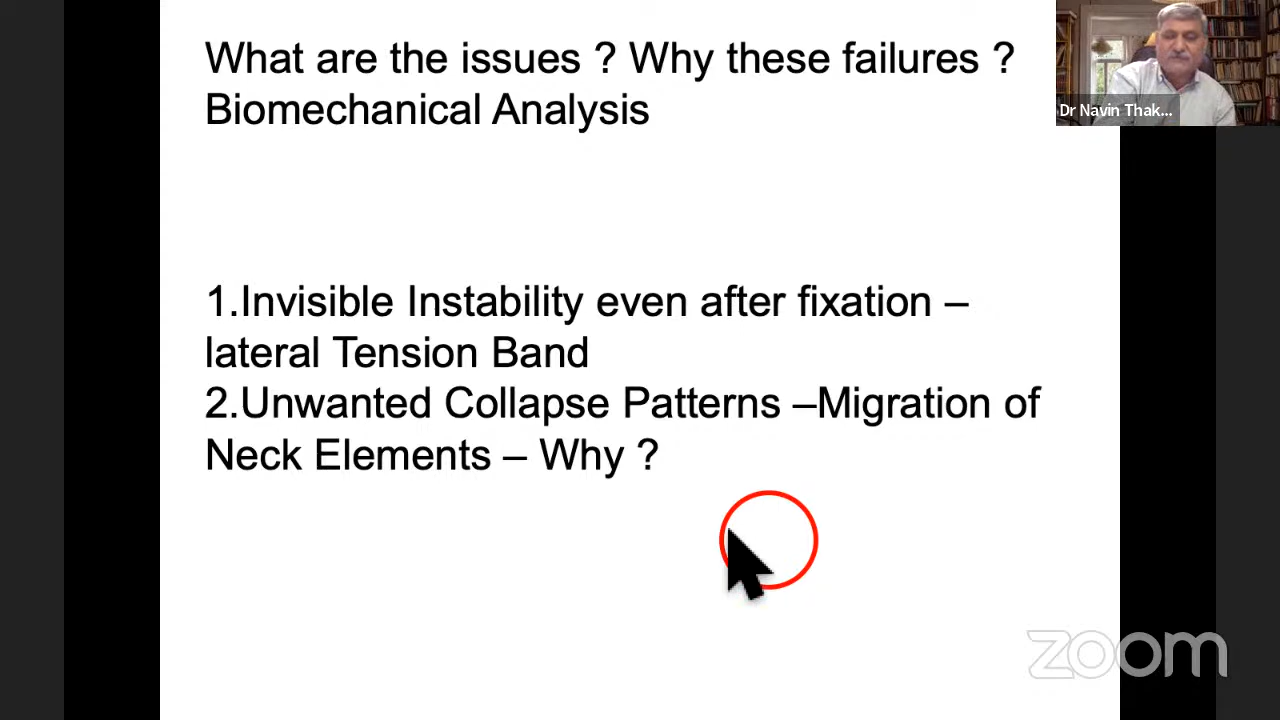 What are the issues ? Why these failures ?
Biomechanical Analysis
1.Invisible Instability even after fixation –
lateral Tension Band
2.Unwanted Collapse Patterns –Migration of
Neck Elements – Why ?
Dr Navin Thak...
zoom